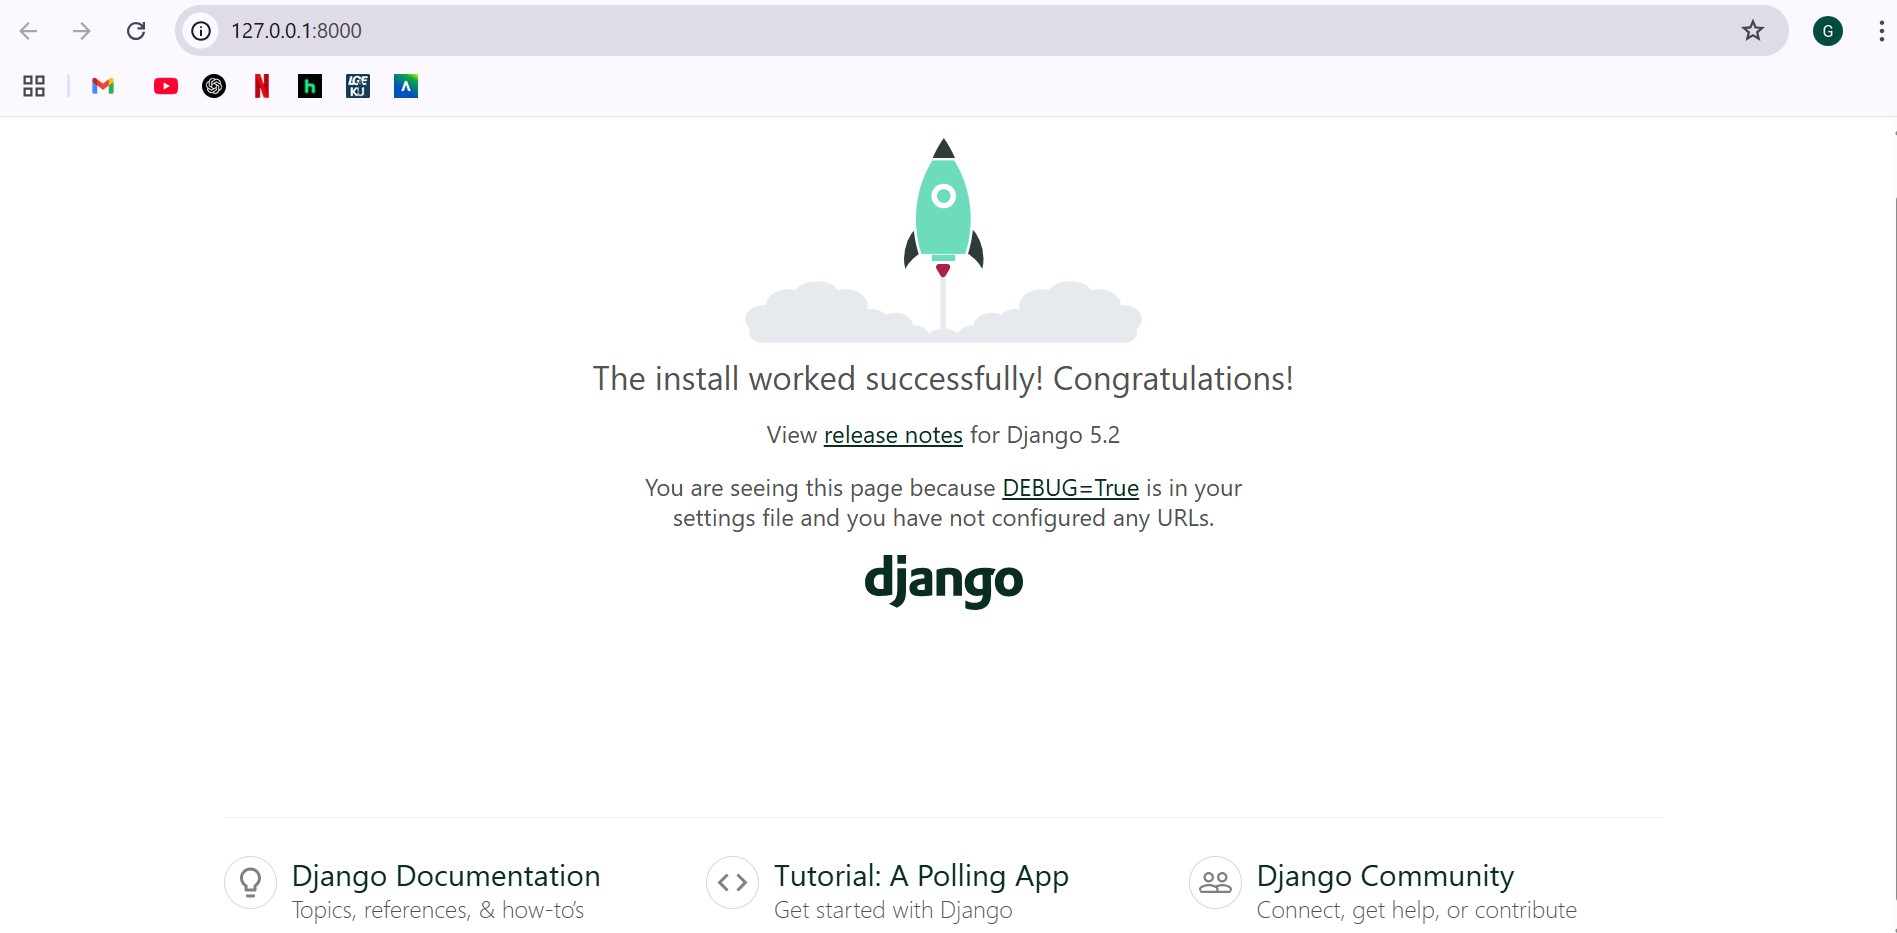 127.0.0.1:8000
G
N
h
LGE
KU
The install worked successfully! Congratulations!
View release notes for Django 5.2
You are seeing this page because DEBUG=True is in your
settings file and you have not configured any URLs.
django
Django Documentation
Topics, references, & how-to’s
Tutorial: A Polling App
Get started with Django
Django Community
Connect, get help, or contribute